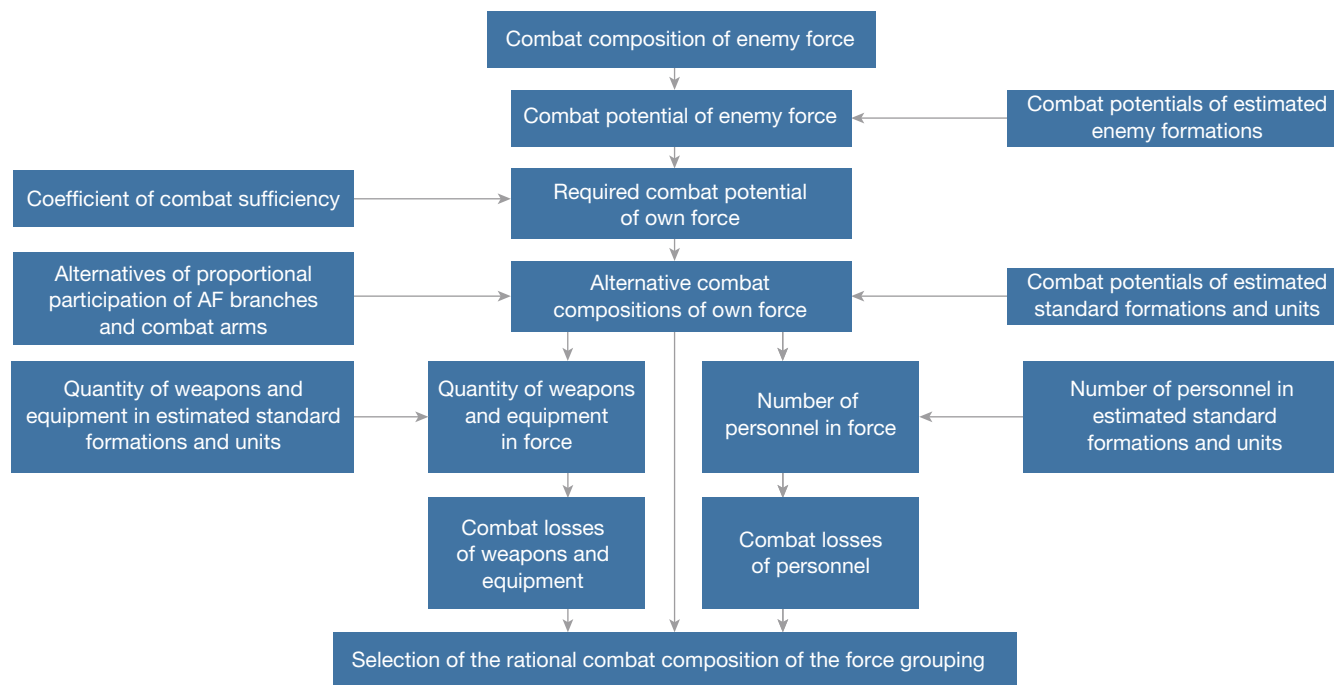 Combat composition of enemy force
Combat potential of enemy force
Combat potentials of estimated
enemy formations
Coefficient of combat sufficiency
Required combat potential
of own force
Alternatives of proportional
participation of AF branches
and combat arms
Alternative combat
compositions of own force
Combat potentials of estimated
standard formations and units
Quantity of weapons and
equipment in estimated standard
formations and units
Quantity of weapons
and equipment
in force
Number of
personnel in force
Number of personnel in
estimated standard
formations and units
Combat losses
of weapons and
equipment
Combat losses
of personnel
Selection of the rational combat composition of the force grouping